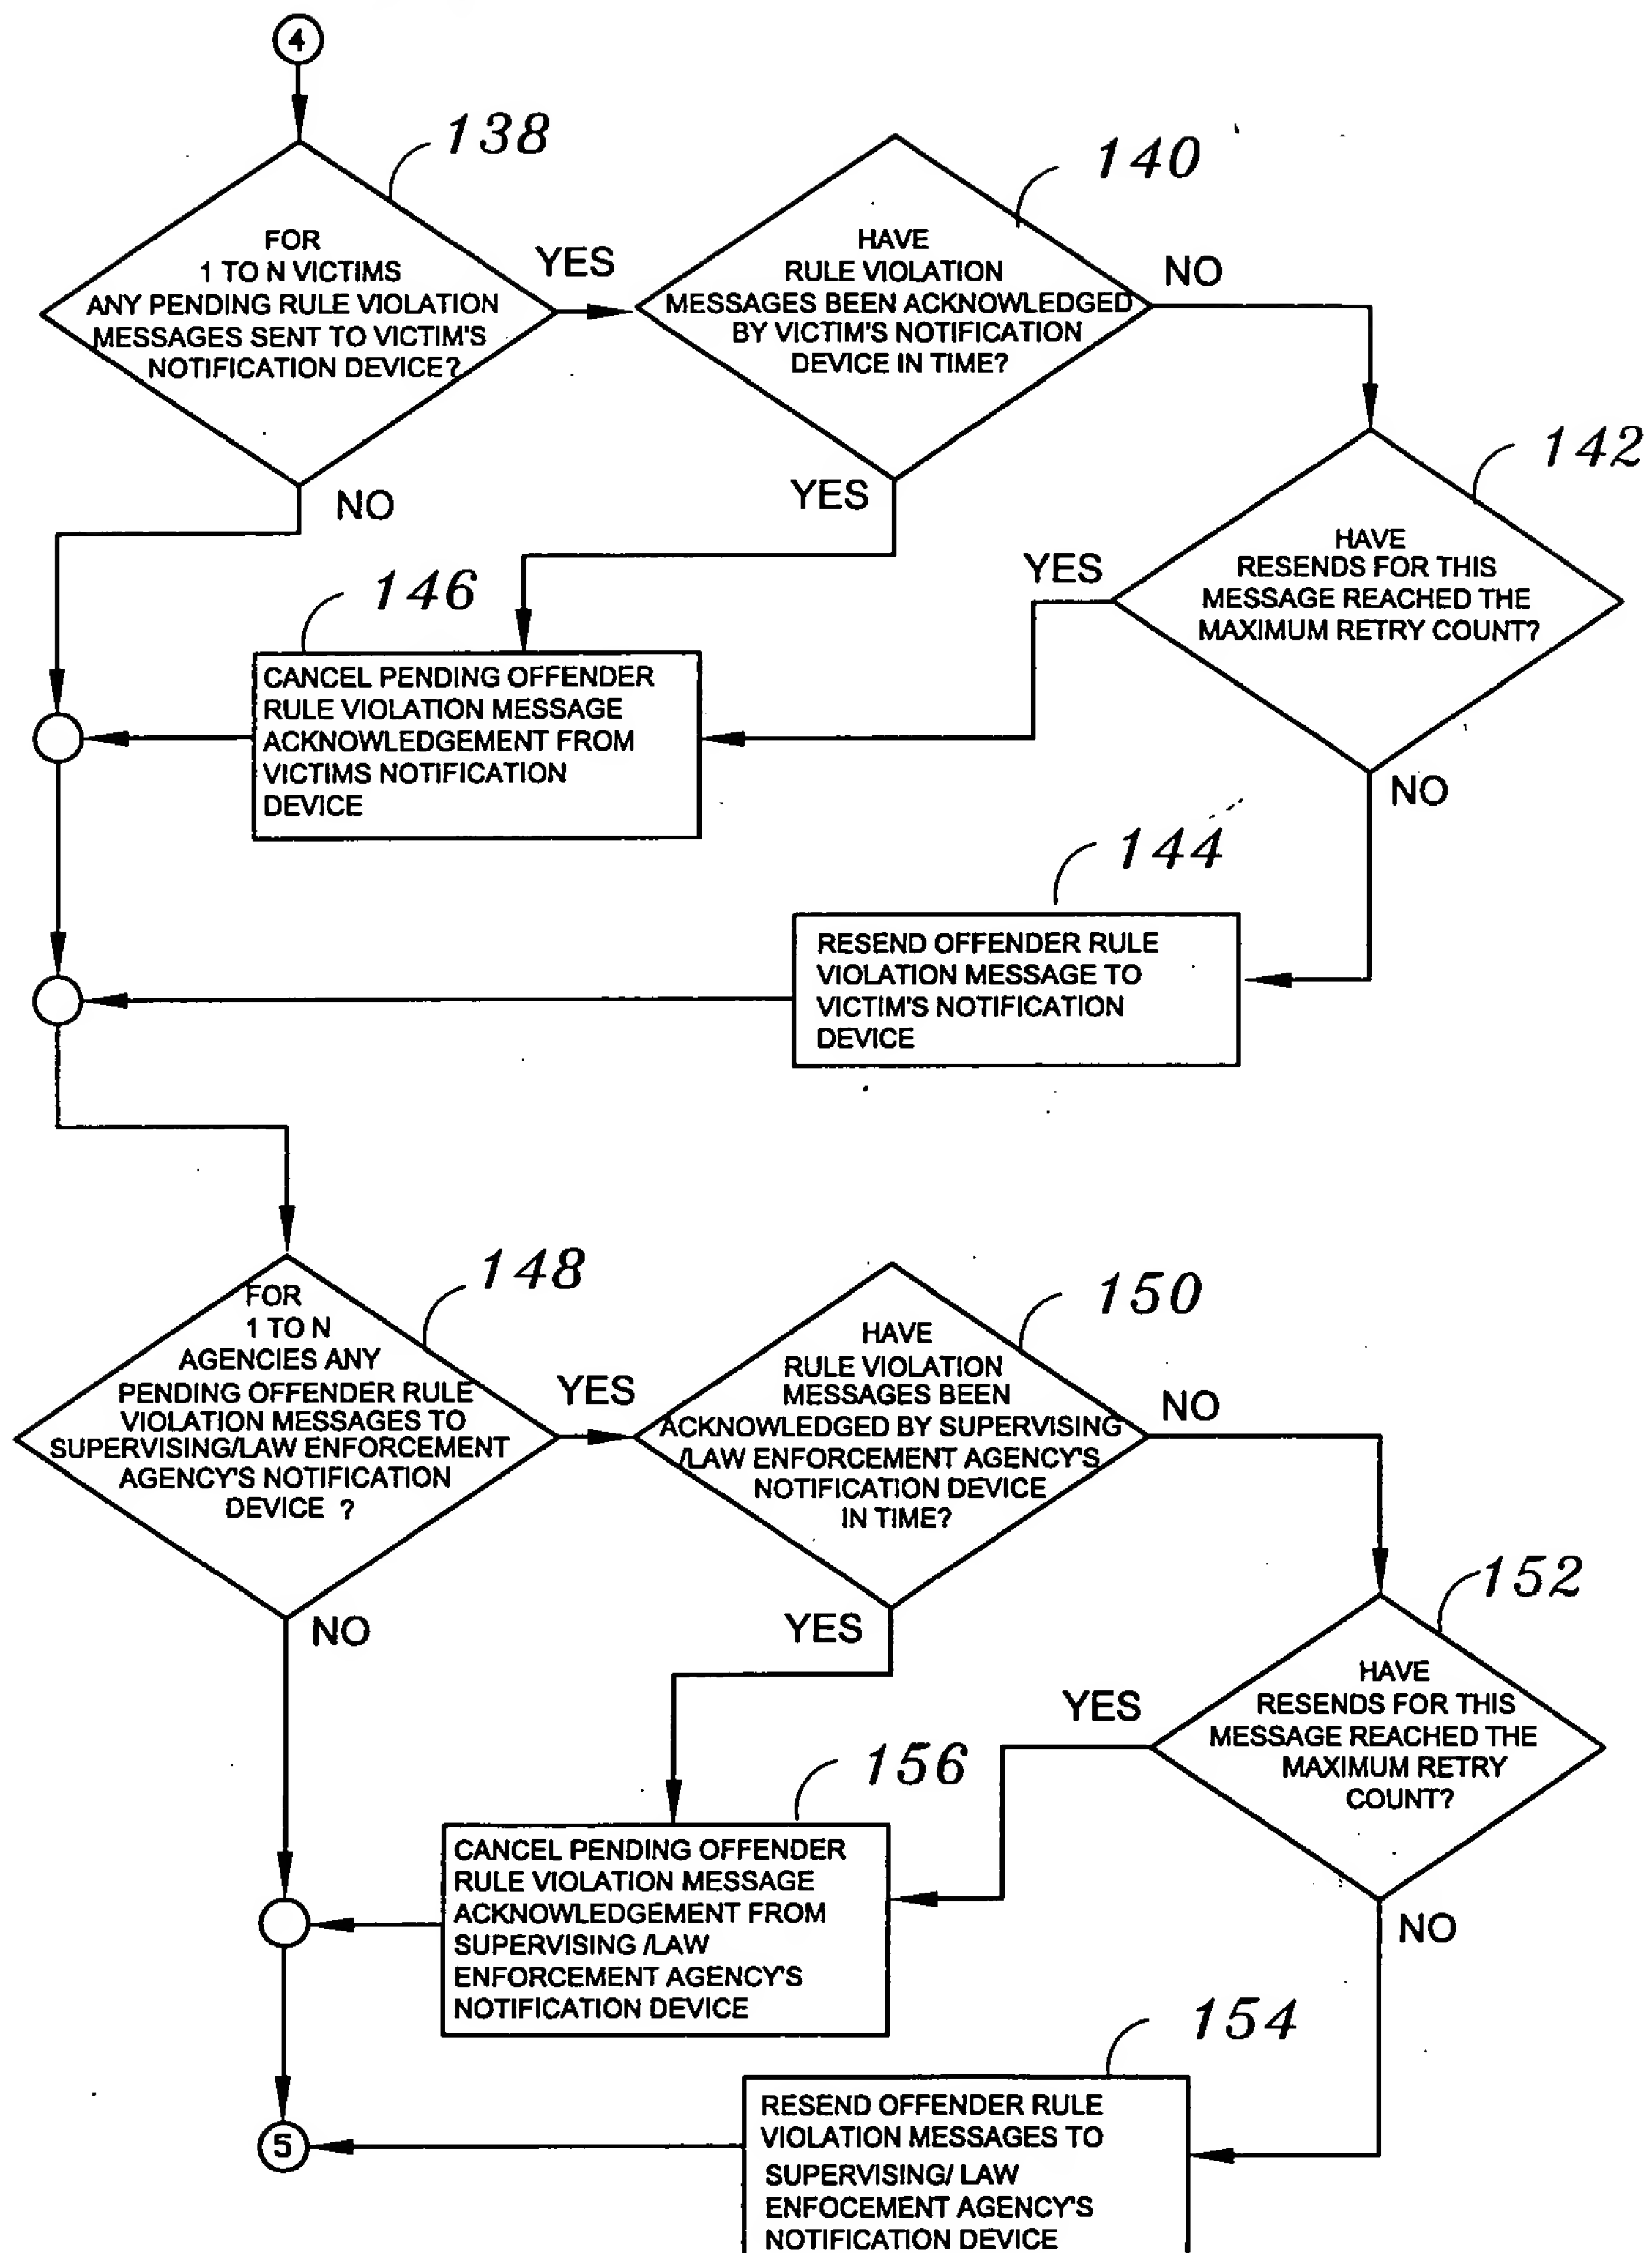 4
138
FOR
1 TO N VICTIMS
ANY PENDING RULE VIOLATION
MESSAGES SENT TO VICTIM'S
NOTIFICATION DEVICE?
YES
NO
140
HAVE
RULE VIOLATION
MESSAGES BEEN ACKNOWLEDGED
BY VICTIM'S NOTIFICATION
DEVICE IN TIME?
NO
YES
142
HAVE
RESENDS FOR THIS
MESSAGE REACHED THE
MAXIMUM RETRY COUNT?
YES
NO
146
CANCEL PENDING OFFENDER
RULE VIOLATION MESSAGE
ACKNOWLEDGEMENT FROM
VICTIMS NOTIFICATION
DEVICE
144
RESEND OFFENDER RULE
VIOLATION MESSAGE TO
VICTIM'S NOTIFICATION
DEVICE
148
FOR
1 TO N
AGENCIES ANY
PENDING OFFENDER RULE
VIOLATION MESSAGES TO
SUPERVISING/LAW ENFORCEMENT
AGENCY'S NOTIFICATION
DEVICE ?
YES
NO
150
HAVE
RULE VIOLATION
MESSAGES BEEN
ACKNOWLEDGED BY SUPERVISING
/LAW ENFORCEMENT AGENCY'S
NOTIFICATION DEVICE
IN TIME?
NO
YES
152
HAVE
RESENDS FOR THIS
MESSAGE REACHED THE
MAXIMUM RETRY
COUNT?
YES
NO
156
CANCEL PENDING OFFENDER
RULE VIOLATION MESSAGE
ACKNOWLEDGEMENT FROM
SUPERVISING /LAW
ENFORCEMENT AGENCY'S
NOTIFICATION DEVICE
154
RESEND OFFENDER RULE
VIOLATION MESSAGES TO
SUPERVISING/ LAW
ENFOCEMENT AGENCY'S
NOTIFICATION DEVICE
5